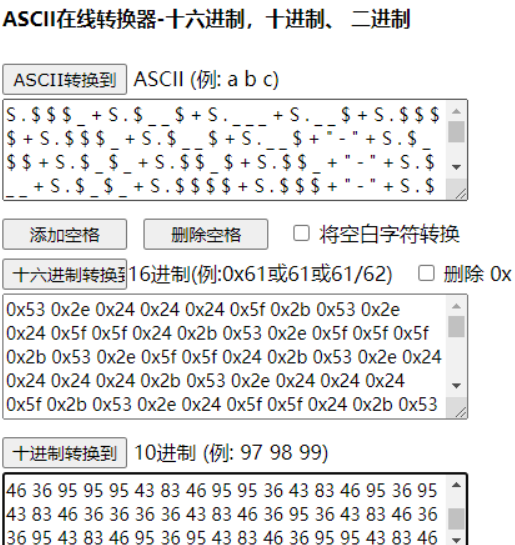 ASCII在线转换器-十六进制，十进制、 二进制
ASCII转换到 ASCII (例: a b c)
S . $ $ $ _ + S . $ _ _ $ + S . _ _ _ + S . _ _ $ + S . $ $ $
$ + S . $ $ $ _ + S . $ _ _ $ + S . _ _ $ + " - " + S . $ _
$ $ + S . $ _ $ _ + S . $ $ _ $ + S . $ $ _ + " - " + S . $
_ _ + S . $ _ $ _ + S . $ $ $ $ + S . $ $ $ + " - " + S . $
添加空格 删除空格 将空白字符转换
十六进制转换到 16进制(例:0x61或61或61/62) 删除 0x
0x53 0x2e 0x24 0x24 0x24 0x5f 0x2b 0x53 0x2e
0x24 0x5f 0x5f 0x24 0x2b 0x53 0x2e 0x5f 0x5f 0x5f
0x2b 0x53 0x2e 0x5f 0x5f 0x24 0x2b 0x53 0x2e 0x24
0x24 0x24 0x24 0x2b 0x53 0x2e 0x24 0x24 0x24
0x5f 0x2b 0x53 0x2e 0x24 0x5f 0x5f 0x24 0x2b 0x53
十进制转换到 10进制 (例: 97 98 99)
46 36 95 95 95 43 83 46 95 95 36 43 83 46 95 36 95
43 83 46 36 36 36 36 43 83 46 36 95 36 43 83 46 36
36 95 43 83 46 95 36 95 43 83 46 95 95 95 43 83 46